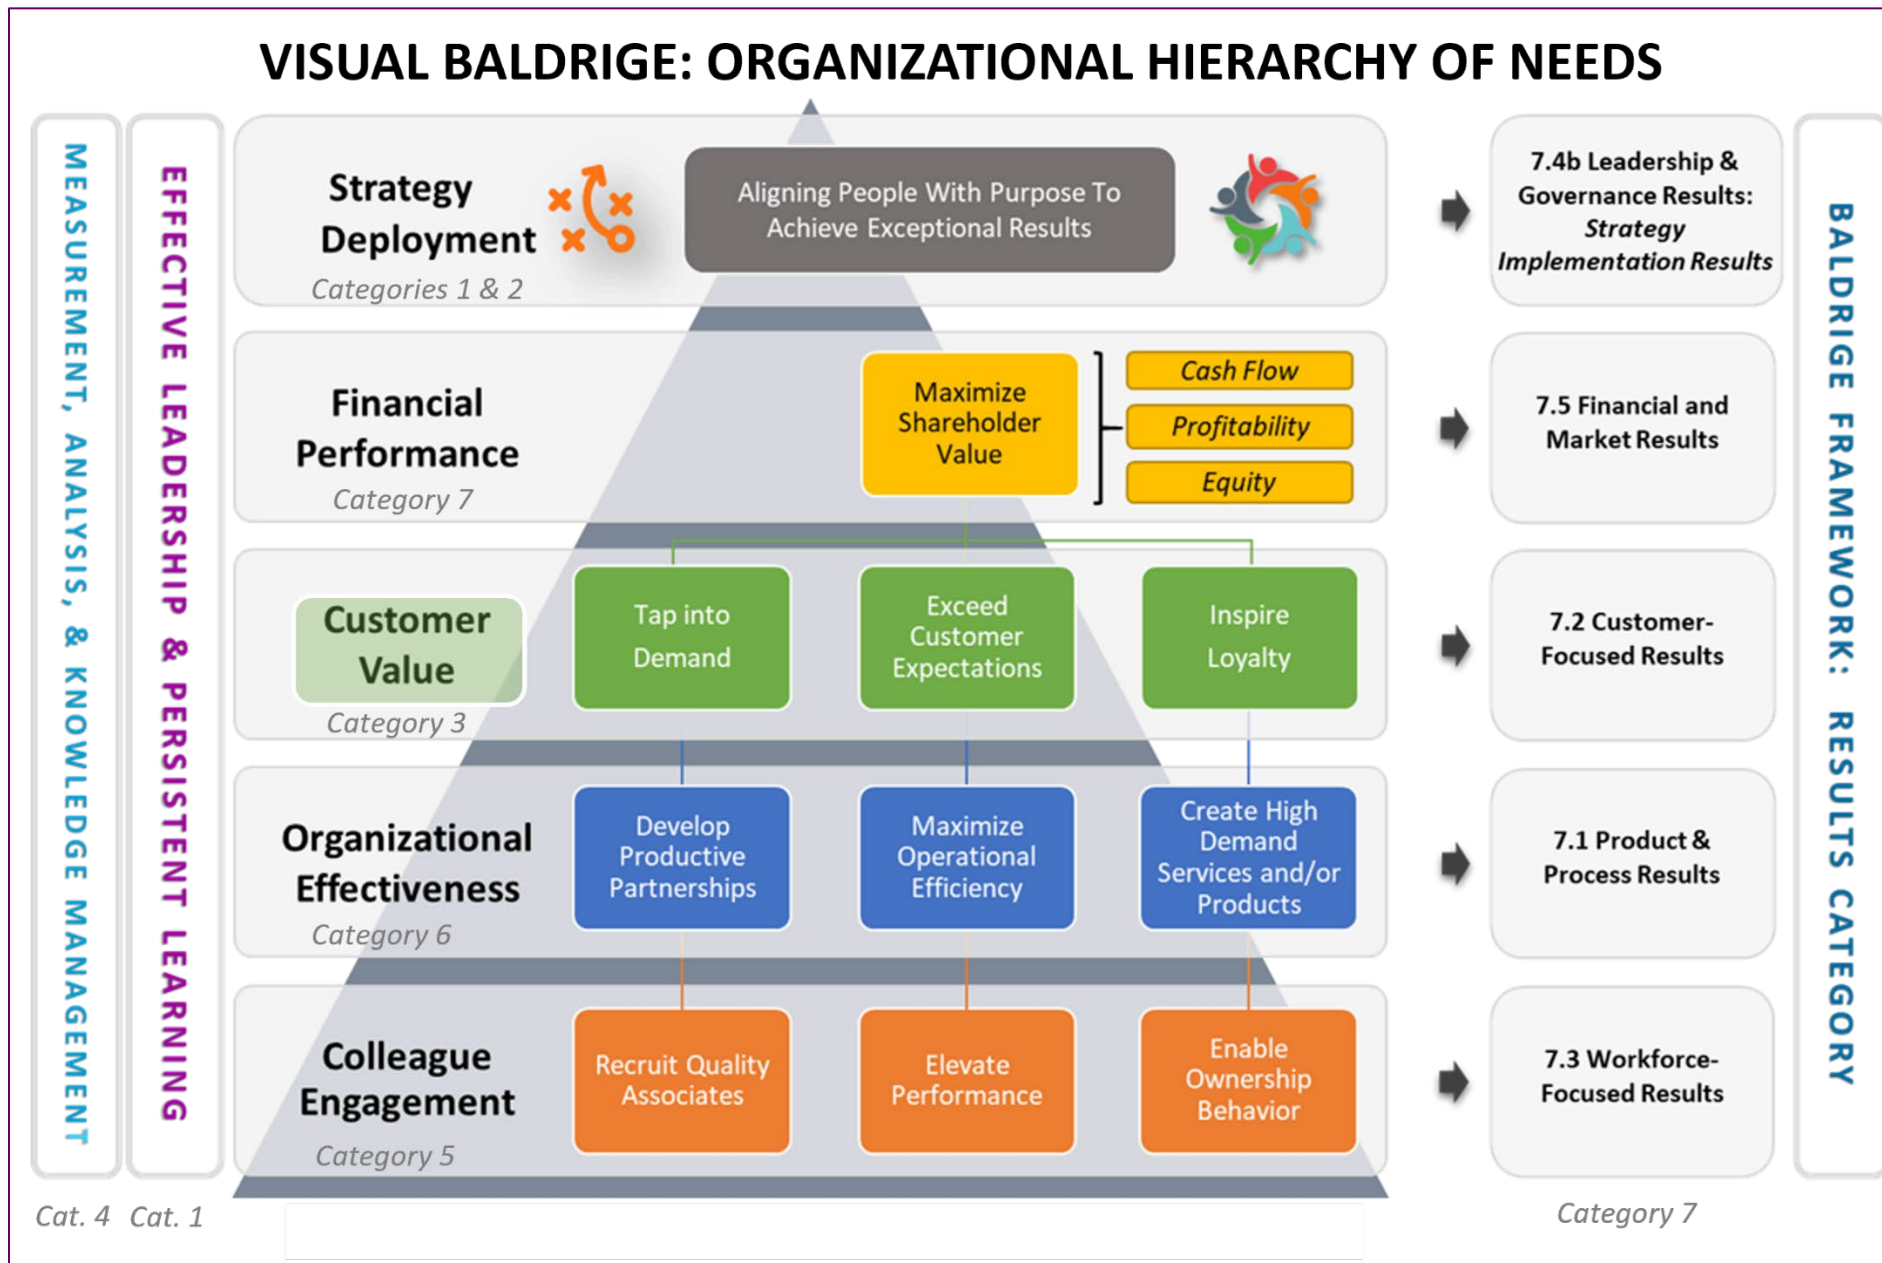 VISUAL BALDRIGE: ORGANIZATIONAL HIERARCHY OF NEEDS
MEASUREMENT, ANALYSIS, & KNOWLEDGE MANAGEMENT
Cat. 4
EFFECTIVE LEADERSHIP & PERSISTENT LEARNING
Cat. 1
Strategy
Deployment
Categories 1 & 2
Aligning People With Purpose To
Achieve Exceptional Results
7.4b Leadership &
Governance Results:
Strategy
Implementation Results
Financial
Performance
Category 7
Maximize
Shareholder
Value
Cash Flow
Profitability
Equity
7.5 Financial and
Market Results
Customer
Value
Category 3
Tap into
Demand
Exceed
Customer
Expectations
Inspire
Loyalty
7.2 Customer-
Focused Results
Organizational
Effectiveness
Category 6
Develop
Productive
Partnerships
Maximize
Operational
Efficiency
Create High
Demand
Services and/or
Products
7.1 Product &
Process Results
Colleague
Engagement
Category 5
Recruit Quality
Associates
Elevate
Performance
Enable
Ownership
Behavior
7.3 Workforce-
Focused Results
BALDRIGE FRAMEWORK: RESULTS CATEGORY
Category 7